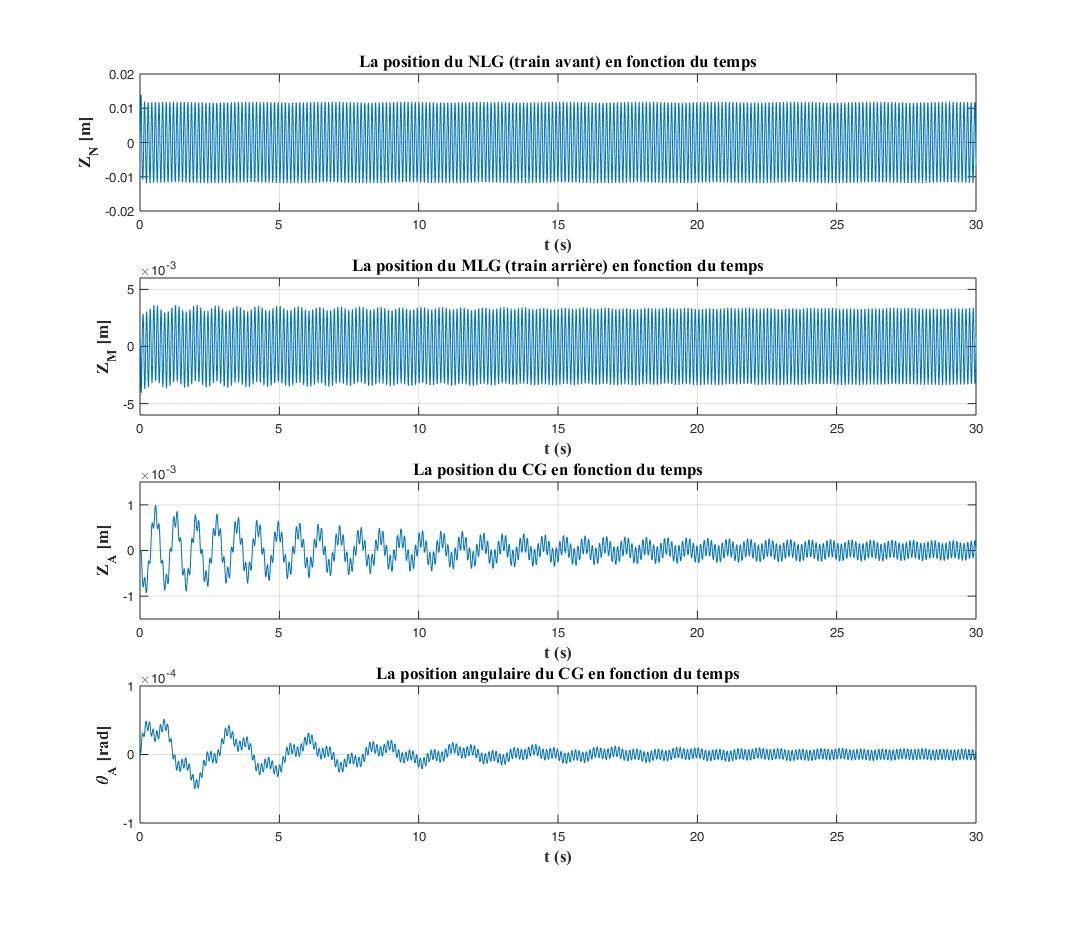 La position du NLG (train avant) en fonction du temps
0.02
0.01
0
-0.01
-0.02
Z_N [m]
0 5 10 15 20 25 30
t (s)
La position du MLG (train arrière) en fonction du temps
×10^-3
5
0
-5
Z_M [m]
0 5 10 15 20 25 30
t (s)
La position du CG en fonction du temps
×10^-3
1
0
-1
Z_A [m]
0 5 10 15 20 25 30
t (s)
La position angulaire du CG en fonction du temps
×10^-4
1
0
-1
θ_A [rad]
0 5 10 15 20 25 30
t (s)